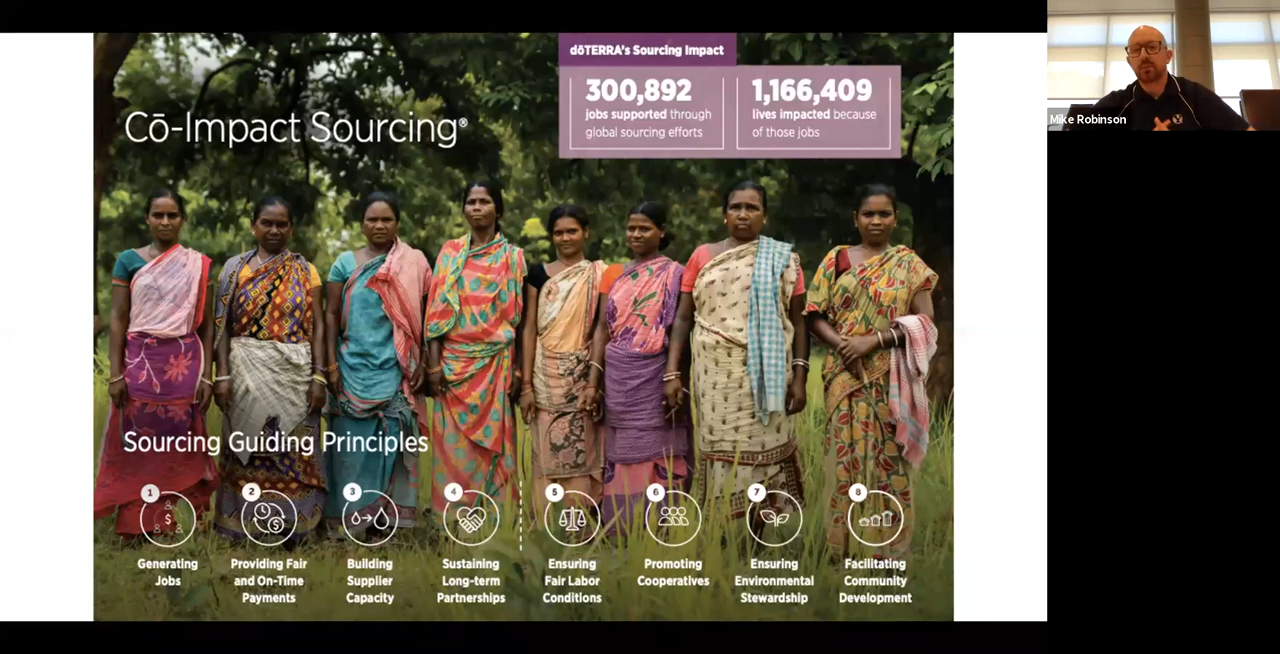 dōTERRA's Sourcing Impact
Cō-Impact Sourcing®
300,892
jobs supported through
global sourcing efforts
1,166,409
lives impacted because
of those jobs
Mike Robinson
Sourcing Guiding Principles
1
Generating
Jobs
2
Providing Fair
and On-Time
Payments
3
Building
Supplier
Capacity
4
Sustaining
Long-term
Partnerships
5
Ensuring
Fair Labor
Conditions
6
Promoting
Cooperatives
7
Ensuring
Environmental
Stewardship
8
Facilitating
Community
Development